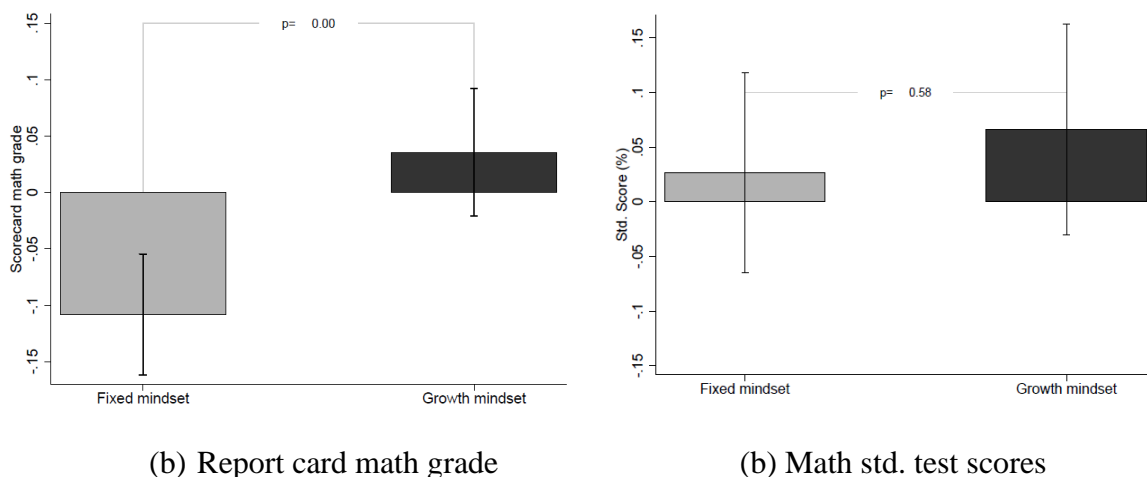 Scorecard math grade
.15
.1
.05
0
-.05
-.1
-.15
p= 0.00
Fixed mindset
Growth mindset
(b) Report card math grade
Std. Score (%)
.15
.1
.05
0
-.05
-.1
-.15
p= 0.58
Fixed mindset
Growth mindset
(b) Math std. test scores